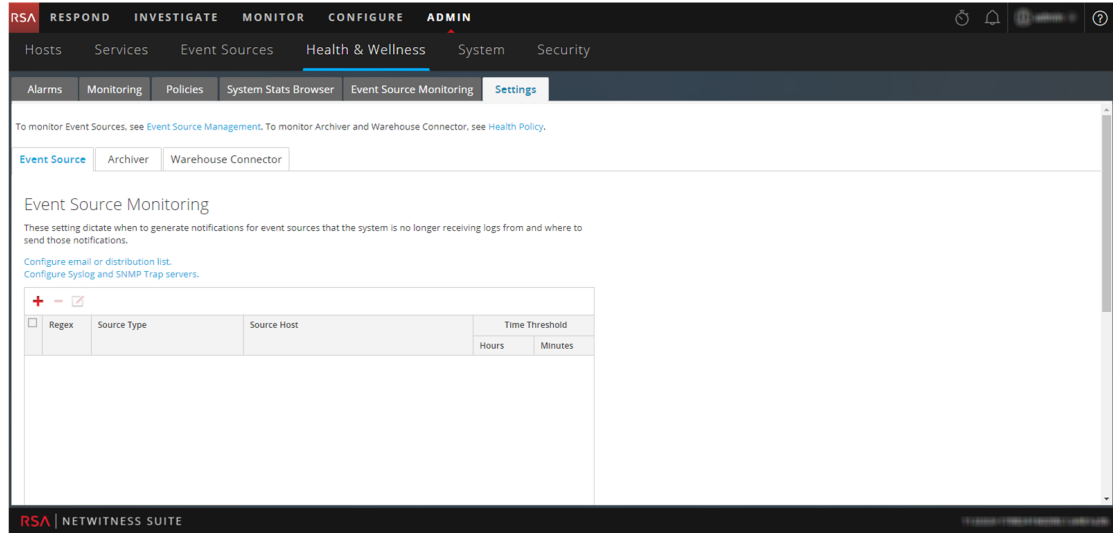 RSA RESPOND INVESTIGATE MONITOR CONFIGURE ADMIN
Hosts Services Event Sources Health & Wellness System Security
Alarms Monitoring Policies System Stats Browser Event Source Monitoring Settings
To monitor Event Sources, see Event Source Management. To monitor Archiver and Warehouse Connector, see Health Policy.
Event Source Archiver Warehouse Connector
Event Source Monitoring
These setting dictate when to generate notifications for event sources that the system is no longer receiving logs from and where to
send those notifications.
Configure email or distribution list.
Configure Syslog and SNMP Trap servers.
Regex Source Type Source Host Time Threshold
Hours Minutes
RSA NETWITNESS SUITE